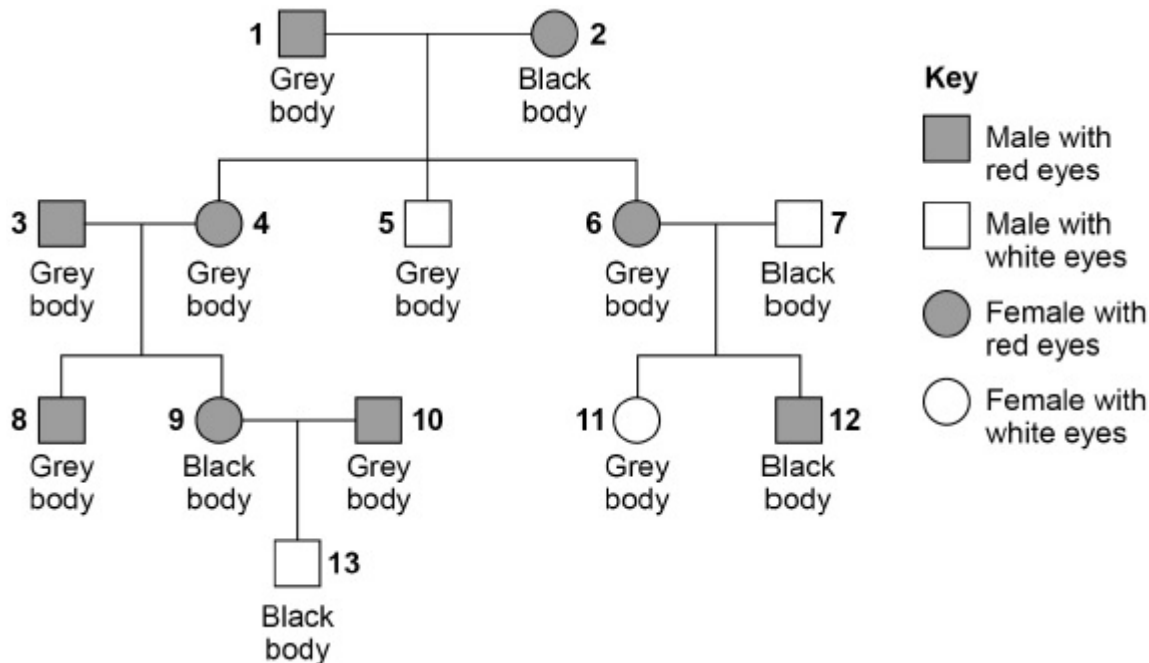 1
2
Grey
body
Black
body
Key
Male with
red eyes
Male with
white eyes
Female with
red eyes
Female with
white eyes
3
4
5
6
7
Grey
body
Grey
body
Grey
body
Grey
body
Black
body
8
9
10
11
12
Grey
body
Black
body
Grey
body
Grey
body
Black
body
13
Black
body